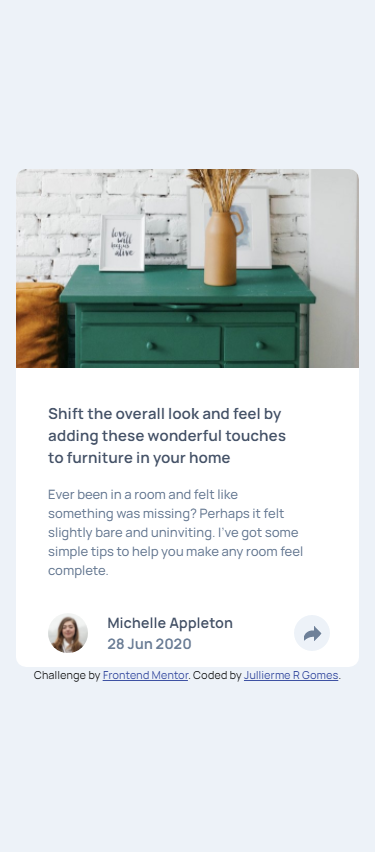 love
will
keep us
alive
Shift the overall look and feel by
adding these wonderful touches
to furniture in your home
Ever been in a room and felt like
something was missing? Perhaps it felt
slightly bare and uninviting. I've got some
simple tips to help you make any room feel
complete.
Michelle Appleton
28 Jun 2020
Challenge by Frontend Mentor. Coded by Jullierme R Gomes.